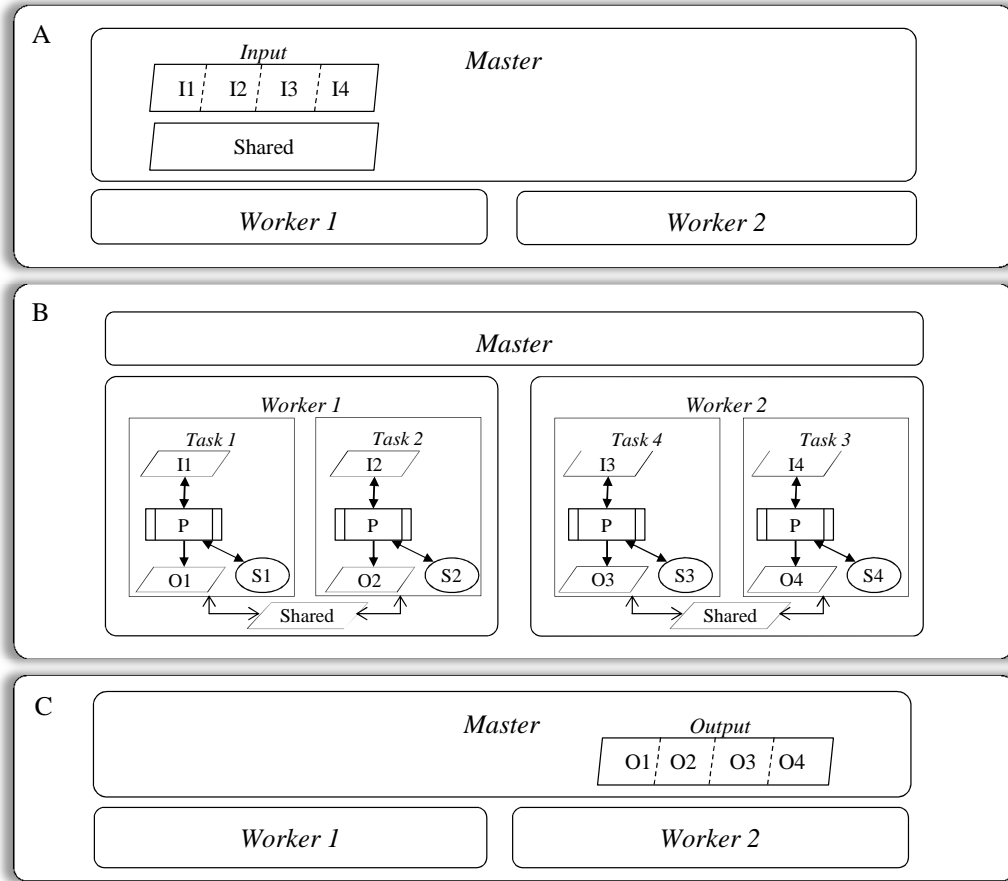 A
Input
Master
I1 I2 I3 I4
Shared
Worker 1 Worker 2
B
Master
Worker 1 Worker 2
Task 1 Task 2 Task 4 Task 3
I1 I2 I3 I4
P P P P
O1 S1 O2 S2 O3 S3 O4 S4
Shared Shared
C
Master Output
O1 O2 O3 O4
Worker 1 Worker 2